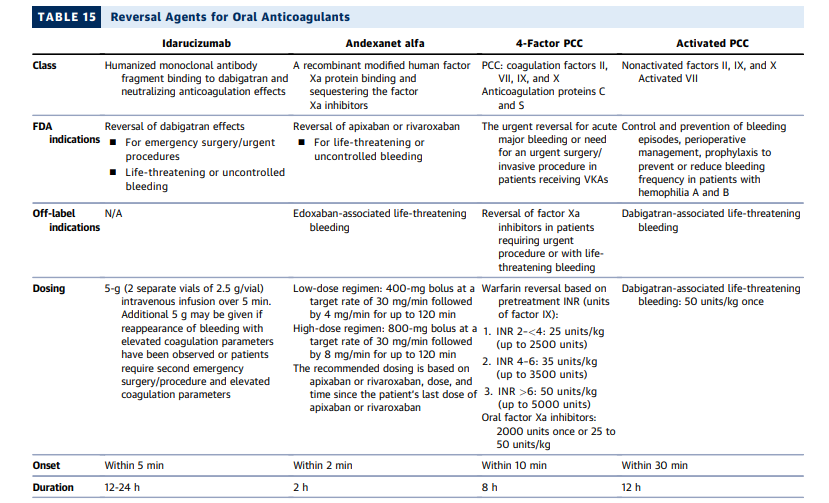 TABLE 15 Reversal Agents for Oral Anticoagulants
Idarucizumab Andexanet alfa 4-Factor PCC Activated PCC
Class
Humanized monoclonal antibody
fragment binding to dabigatran and
neutralizing anticoagulation effects
A recombinant modified human factor
Xa protein binding and
sequestering the factor
Xa inhibitors
PCC: coagulation factors II,
VII, IX, and X
Anticoagulation proteins C
and S
Nonactivated factors II, IX, and X
Activated VII
FDA
indications
Reversal of dabigatran effects
■ For emergency surgery/urgent
procedures
■ Life-threatening or uncontrolled
bleeding
Reversal of apixaban or rivaroxaban
■ For life-threatening or
uncontrolled bleeding
The urgent reversal for acute
major bleeding or need
for an urgent surgery/
invasive procedure in
patients receiving VKAs
Control and prevention of bleeding
episodes, perioperative
management, prophylaxis to
prevent or reduce bleeding
frequency in patients with
hemophilia A and B
Off-label
indications
N/A
Edoxaban-associated life-threatening
bleeding
Reversal of factor Xa
inhibitors in patients
requiring urgent
procedure or with life-
threatening bleeding
Dabigatran-associated life-threatening
bleeding
Dosing
5-g (2 separate vials of 2.5 g/vial)
intravenous infusion over 5 min.
Additional 5 g may be given if
reappearance of bleeding with
elevated coagulation parameters
have been observed or patients
require second emergency
surgery/procedure and elevated
coagulation parameters
Low-dose regimen: 400-mg bolus at a
target rate of 30 mg/min followed
by 4 mg/min for up to 120 min
High-dose regimen: 800-mg bolus at a
target rate of 30 mg/min followed
by 8 mg/min for up to 120 min
The recommended dosing is based on
apixaban or rivaroxaban, dose, and
time since the patient's last dose of
apixaban or rivaroxaban
Warfarin reversal based on
pretreatment INR (units
of factor IX):
1. INR 2-<4: 25 units/kg
(up to 2500 units)
2. INR 4-6: 35 units/kg
(up to 3500 units)
3. INR >6: 50 units/kg
(up to 5000 units)
Oral factor Xa inhibitors:
2000 units once or 25 to
50 units/kg
Dabigatran-associated life-threatening
bleeding: 50 units/kg once
Onset Within 5 min Within 2 min Within 10 min Within 30 min
Duration 12-24 h 2 h 8 h 12 h